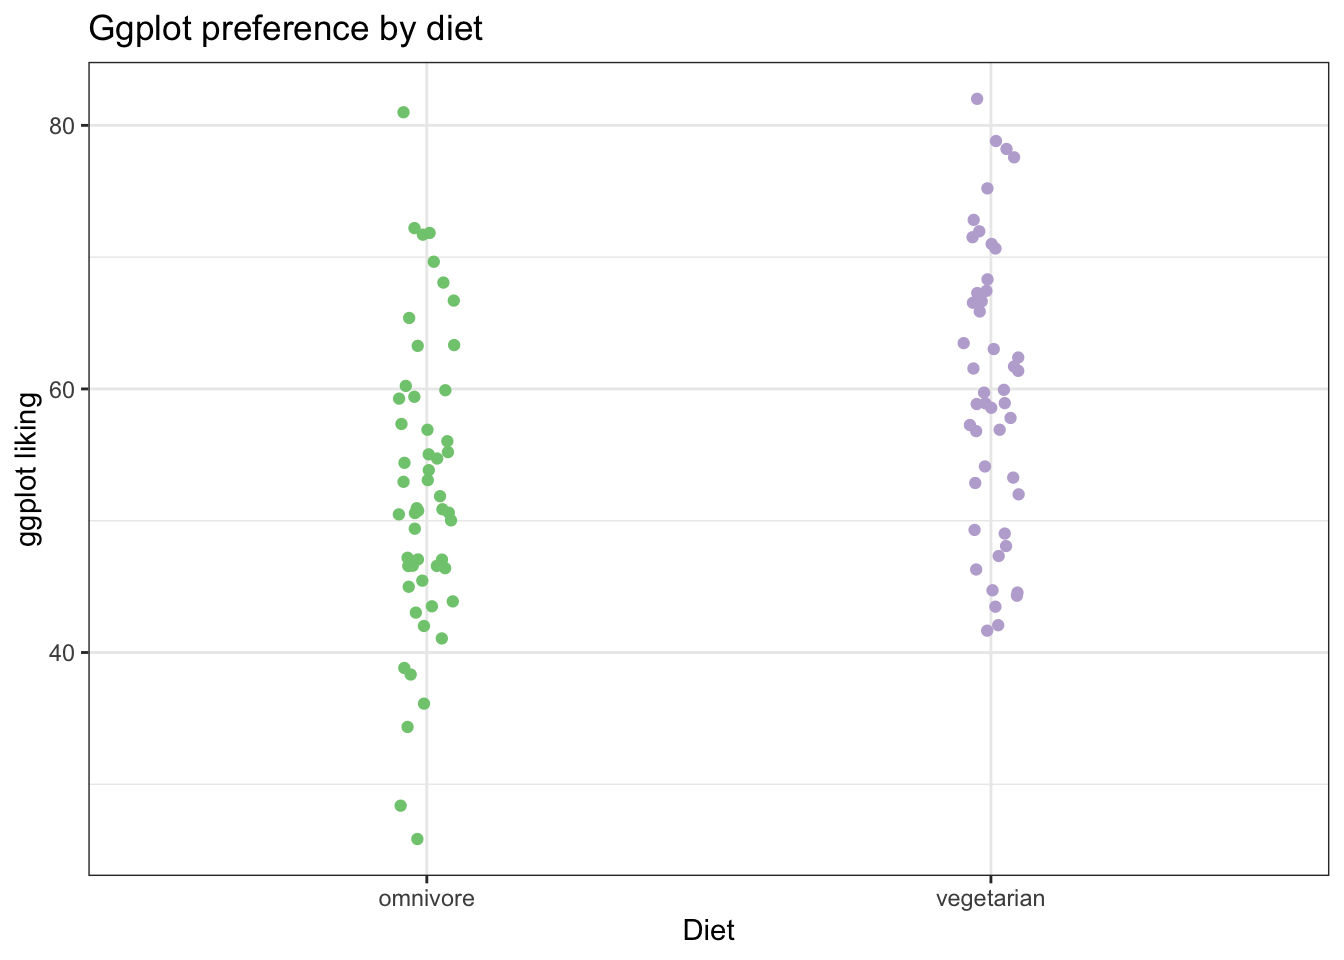 Ggplot preference by diet
80
60
40
ggplot liking
omnivore
vegetarian
Diet